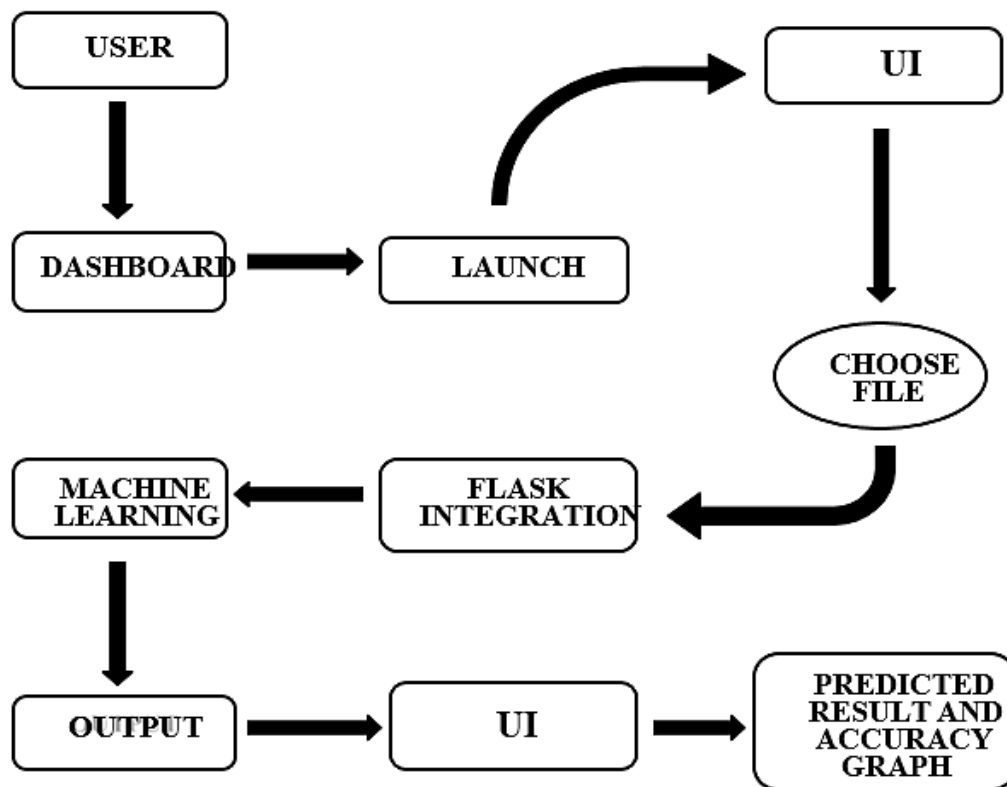 USER
UI
DASHBOARD
LAUNCH
CHOOSE
FILE
MACHINE
LEARNING
FLASK
INTEGRATION
OUTPUT
UI
PREDICTED
RESULT AND
ACCURACY
GRAPH